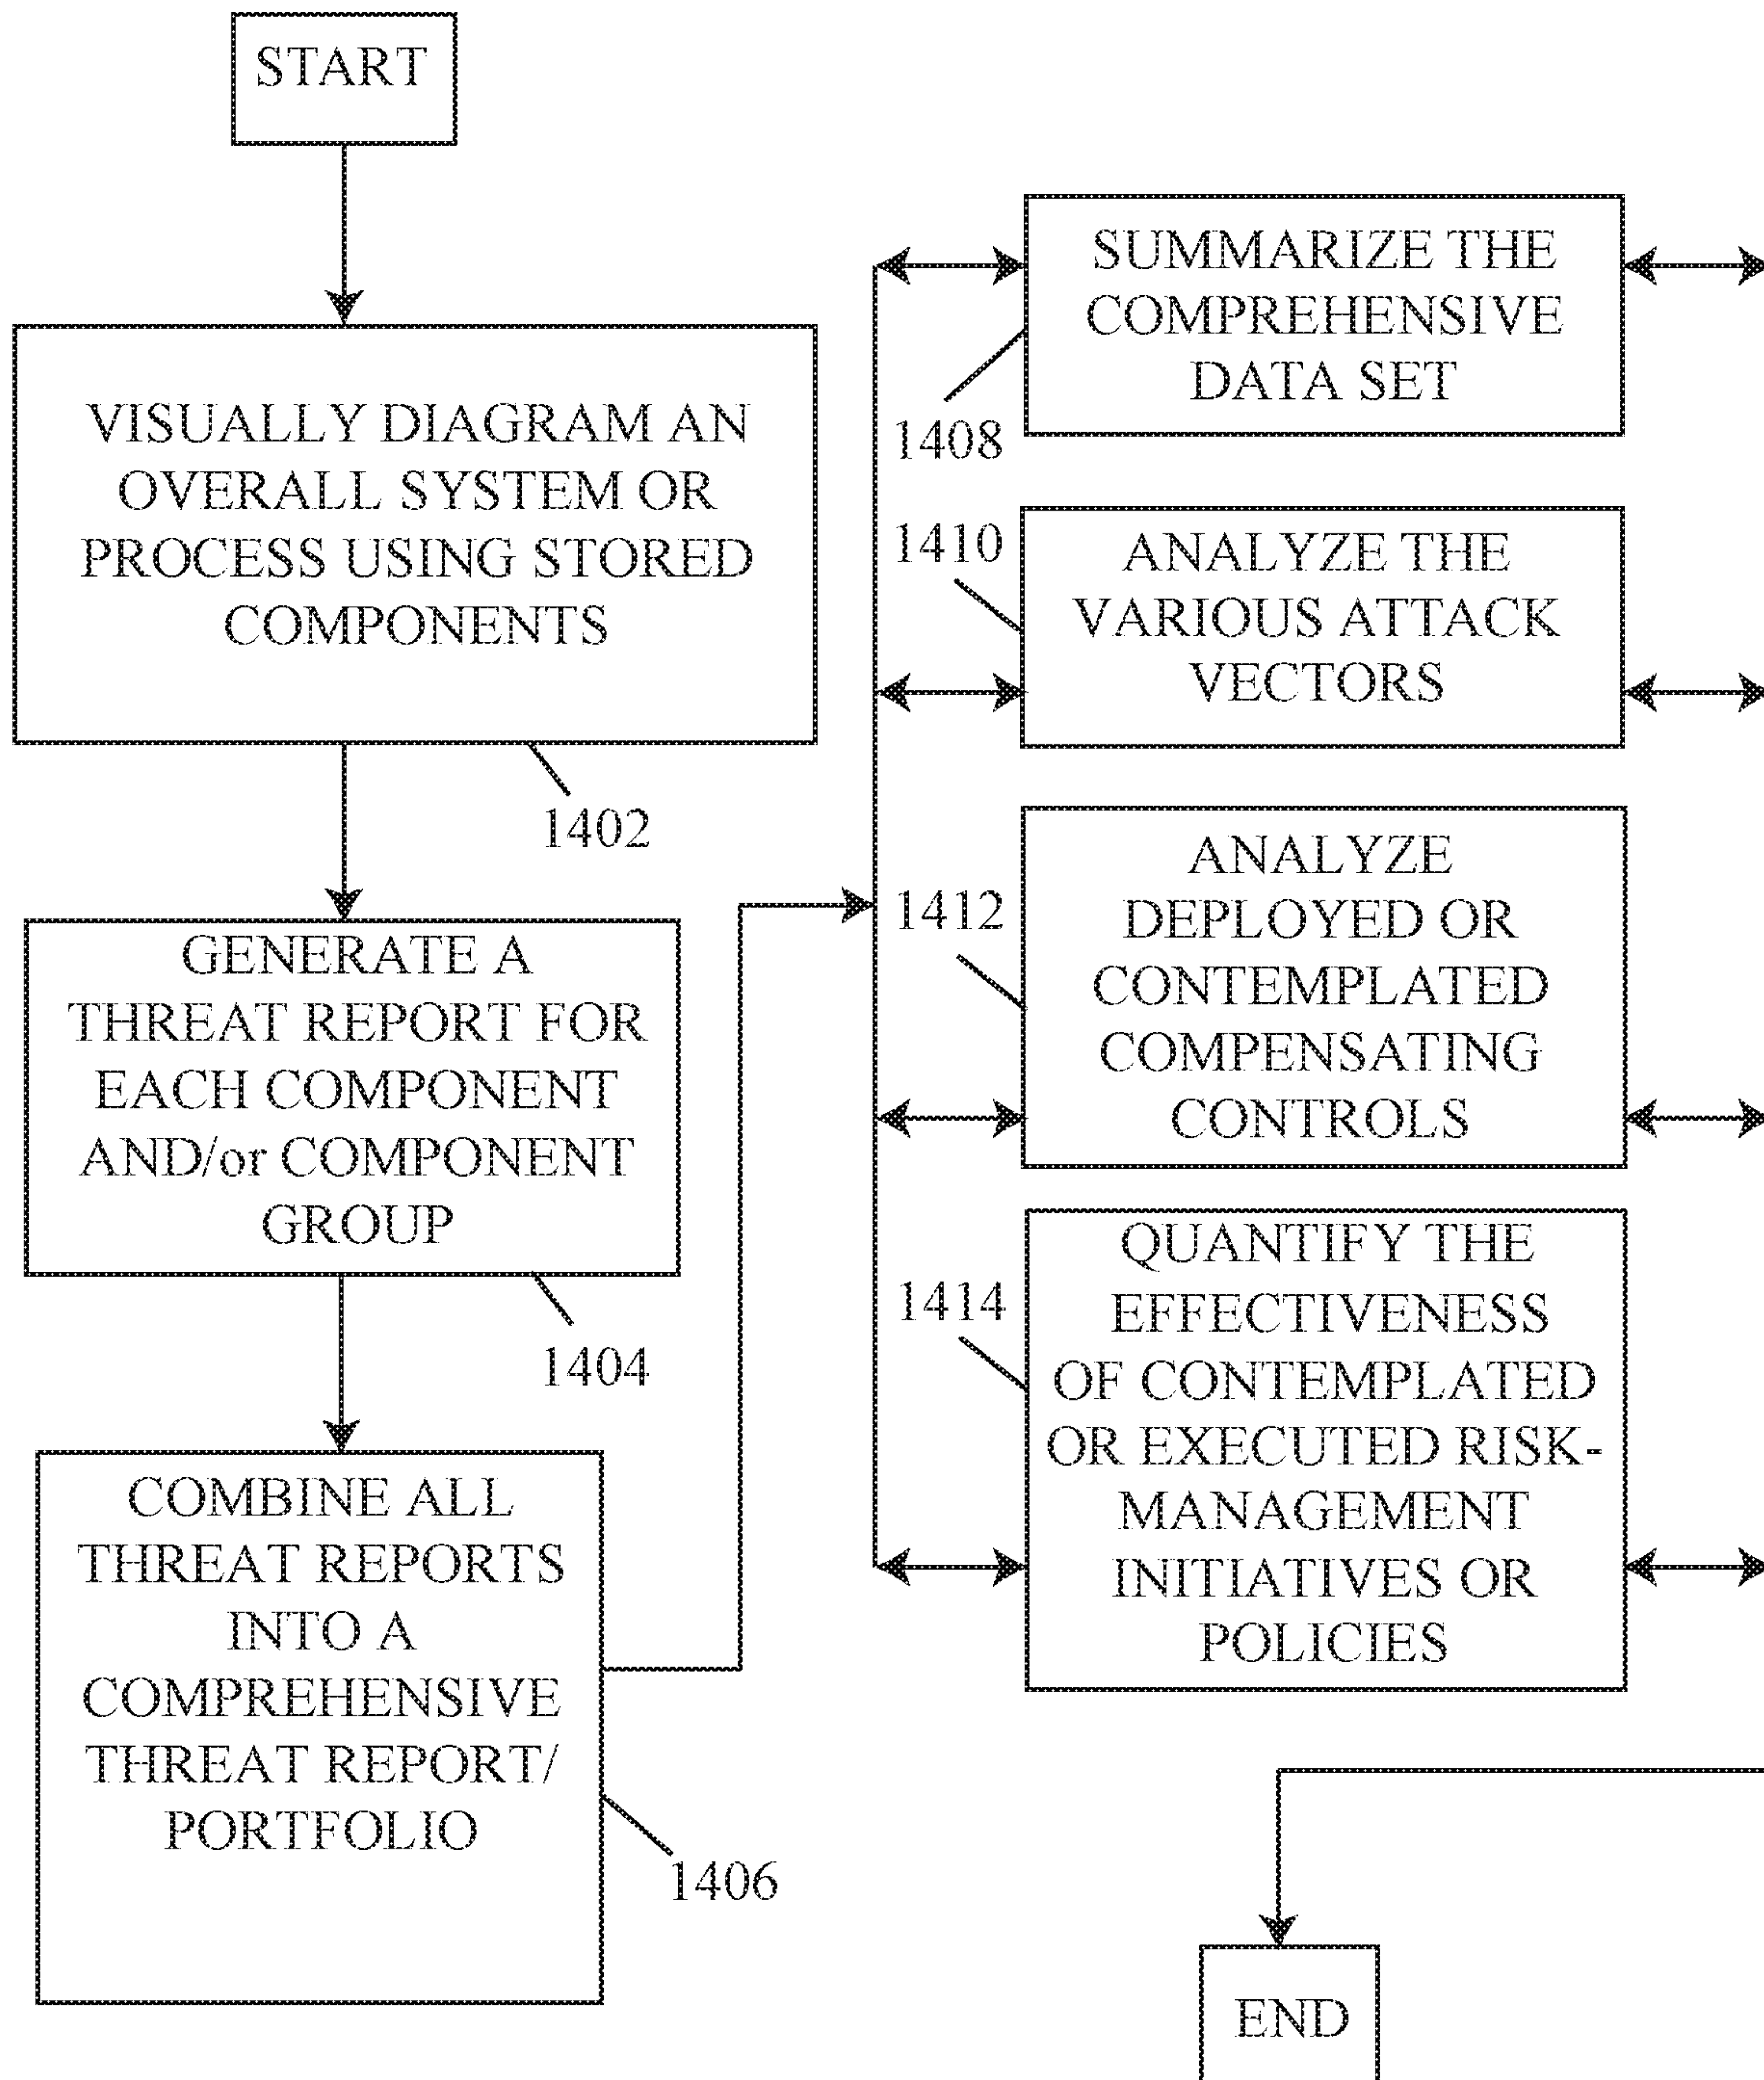 START
VISUALLY DIAGRAM AN
OVERALL SYSTEM OR
PROCESS USING STORED
COMPONENTS
1402
GENERATE A
THREAT REPORT FOR
EACH COMPONENT
AND/or COMPONENT
GROUP
1404
COMBINE ALL
THREAT REPORTS
INTO A
COMPREHENSIVE
THREAT REPORT/
PORTFOLIO
1406
SUMMARIZE THE
COMPREHENSIVE
DATA SET
1408
1410
ANALYZE THE
VARIOUS ATTACK
VECTORS
1412
ANALYZE
DEPLOYED OR
CONTEMPLATED
COMPENSATING
CONTROLS
1414
QUANTIFY THE
EFFECTIVENESS
OF CONTEMPLATED
OR EXECUTED RISK-
MANAGEMENT
INITIATIVES OR
POLICIES
END